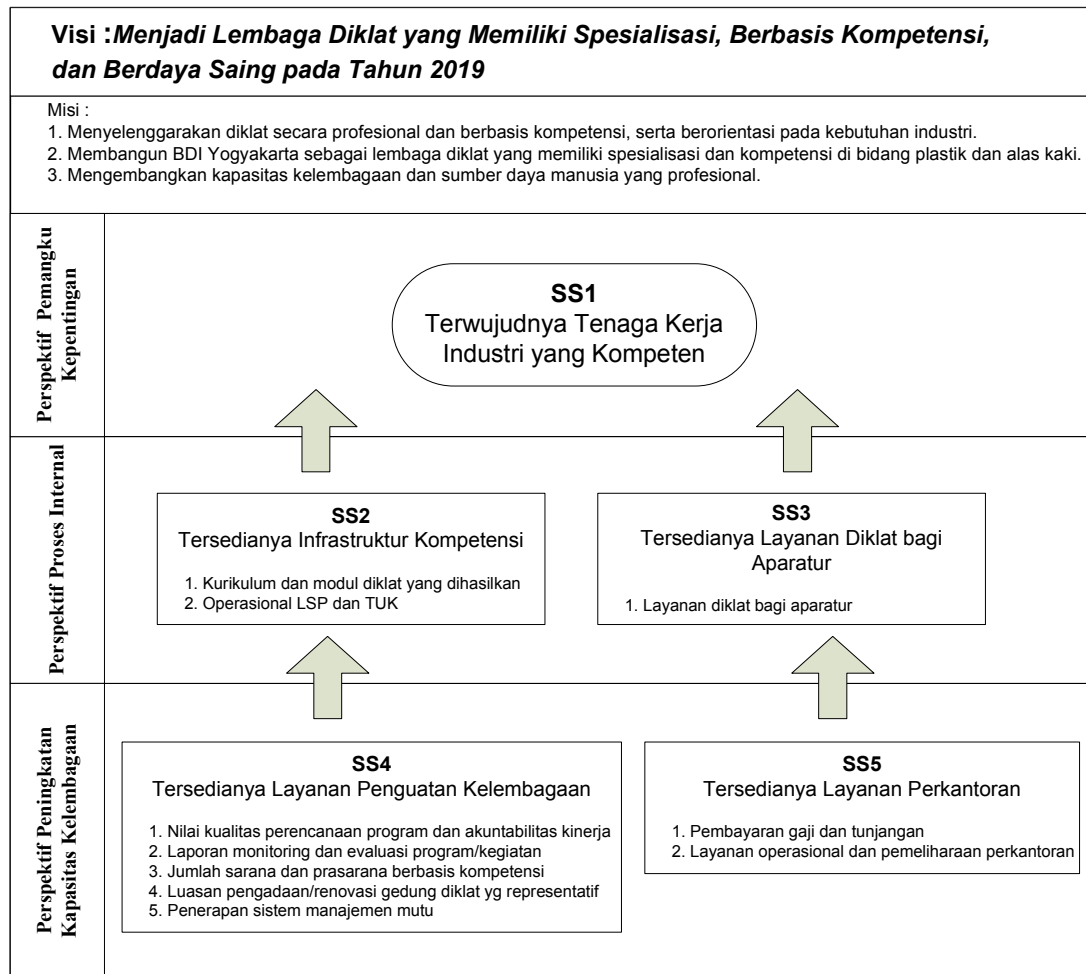 Visi :Menjadi Lembaga Diklat yang Memiliki Spesialisasi, Berbasis Kompetensi,
dan Berdaya Saing pada Tahun 2019
Misi :
1. Menyelenggarakan diklat secara profesional dan berbasis kompetensi, serta berorientasi pada kebutuhan industri.
2. Membangun BDI Yogyakarta sebagai lembaga diklat yang memiliki spesialisasi dan kompetensi di bidang plastik dan alas kaki.
3. Mengembangkan kapasitas kelembagaan dan sumber daya manusia yang profesional.
Perspektif Pemangku
Kepentingan
SS1
Terwujudnya Tenaga Kerja
Industri yang Kompeten
Perspektif Proses Internal
SS2
Tersedianya Infrastruktur Kompetensi
1. Kurikulum dan modul diklat yang dihasilkan
2. Operasional LSP dan TUK
SS3
Tersedianya Layanan Diklat bagi
Aparatur
1. Layanan diklat bagi aparatur
Perspektif Peningkatan
Kapasitas Kelembagaan
SS4
Tersedianya Layanan Penguatan Kelembagaan
1. Nilai kualitas perencanaan program dan akuntabilitas kinerja
2. Laporan monitoring dan evaluasi program/kegiatan
3. Jumlah sarana dan prasarana berbasis kompetensi
4. Luasan pengadaan/renovasi gedung diklat yg representatif
5. Penerapan sistem manajemen mutu
SS5
Tersedianya Layanan Perkantoran
1. Pembayaran gaji dan tunjangan
2. Layanan operasional dan pemeliharaan perkantoran